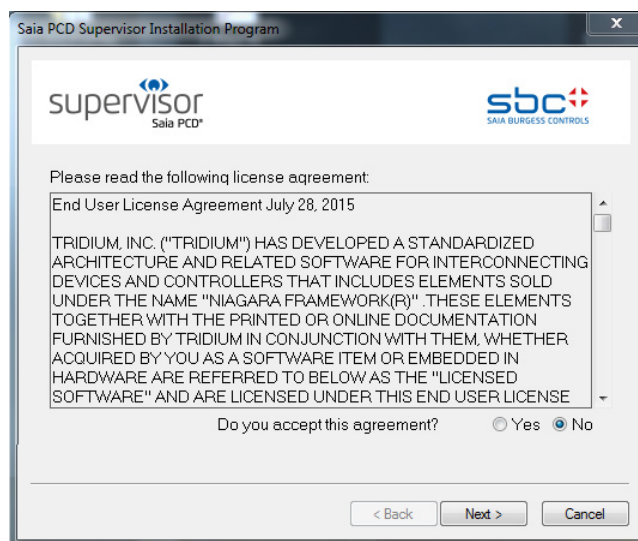 Saia PCD Supervisor Installation Program
x
supervisor
Saia PCD®
sbc
SAIA BURGESS CONTROLS
Please read the following license agreement:
End User License Agreement July 28, 2015
TRIDIUM, INC. ("TRIDIUM") HAS DEVELOPED A STANDARDIZED
ARCHITECTURE AND RELATED SOFTWARE FOR INTERCONNECTING
DEVICES AND CONTROLLERS THAT INCLUDES ELEMENTS SOLD
UNDER THE NAME "NIAGARA FRAMEWORK(R)" .THESE ELEMENTS
TOGETHER WITH THE PRINTED OR ONLINE DOCUMENTATION
FURNISHED BY TRIDIUM IN CONJUNCTION WITH THEM, WHETHER
ACQUIRED BY YOU AS A SOFTWARE ITEM OR EMBEDDED IN
HARDWARE ARE REFERRED TO BELOW AS THE "LICENSED
SOFTWARE" AND ARE LICENSED UNDER THIS END USER LICENSE
Do you accept this agreement? Yes No
< Back Next > Cancel